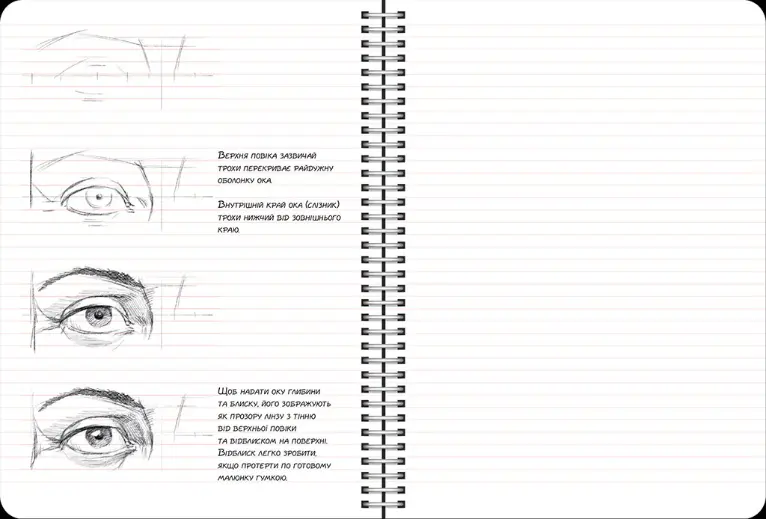 Верхня повіка зазвичай
трохи перекриває райдужну
оболонку ока.
Внутрішній край ока (слізник)
трохи нижчий від зовнішнього
краю.
Щоб надати оку глибини
та блиску, його зображують
як прозору лінзу з тінню
від верхньої повіки
та відблиском на поверхні.
Відблиск легко зробити,
якщо протерти по готовому
малюнку гумкою.